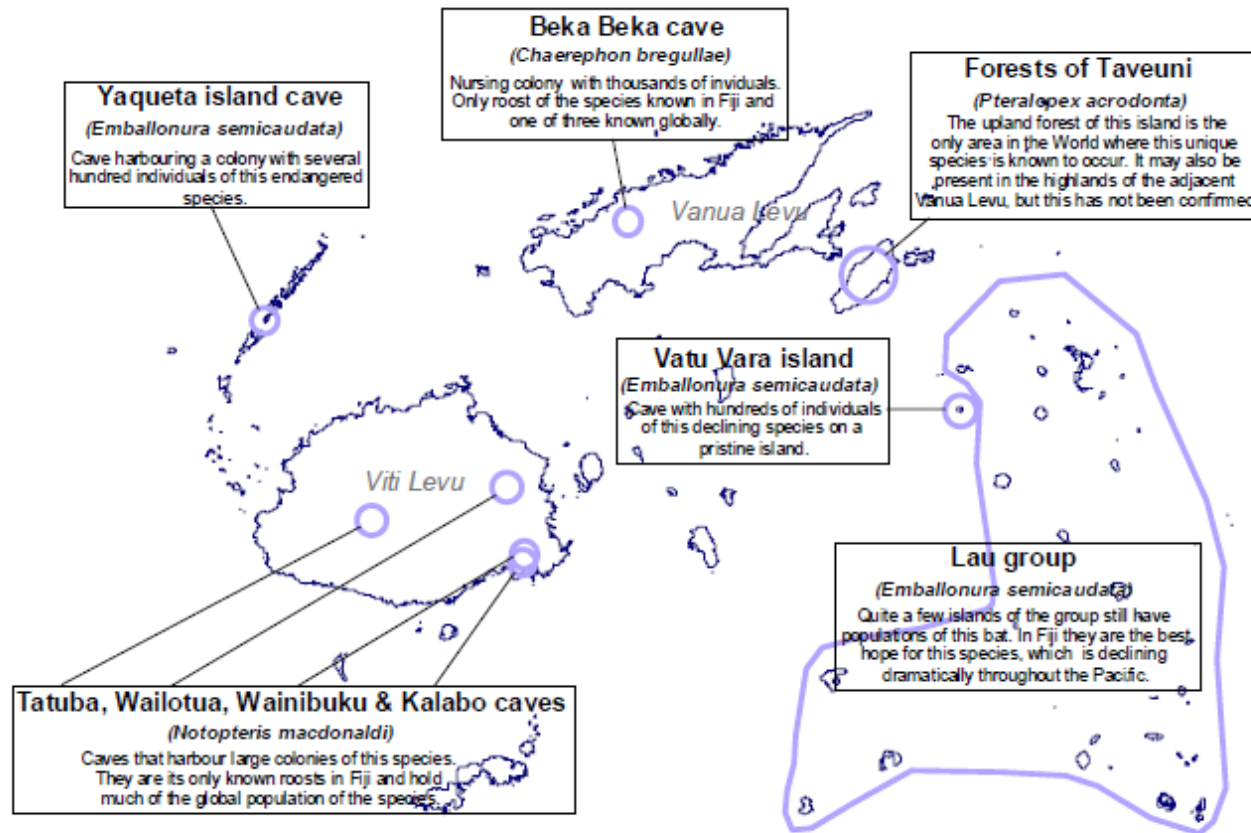 Beka Beka cave
(Chaerephon bregullae)
Nursing colony with thousands of inviduals.
Only roost of the species known in Fiji and
one of three known globally.
Yaqueta island cave
(Emballonura semicaudata)
Cave harbouring a colony with several
hundred individuals of this endangered
species.
Forests of Taveuni
(Pteralopex acrodonta)
The upland forest of this island is the
only area in the World where this unique
species is known to occur. It may also be
present in the highlands of the adjacent
Vanua Levu, but this has not been confirmed
Vanua Levu
Vatu Vara island
(Emballonura semicaudata)
Cave with hundreds of individuals
of this declining species on a
pristine island.
Viti Levu
Lau group
(Emballonura semicaudata)
Quite a few islands of the group still have
populations of this bat. In Fiji they are the best
hope for this species, which is declining
dramatically throughout the Pacific.
Tatuba, Wailotua, Wainibuku & Kalabo caves
(Notopteris macdonaldi)
Caves that harbour large colonies of this species.
They are its only known roosts in Fiji and hold
much of the global population of the species.